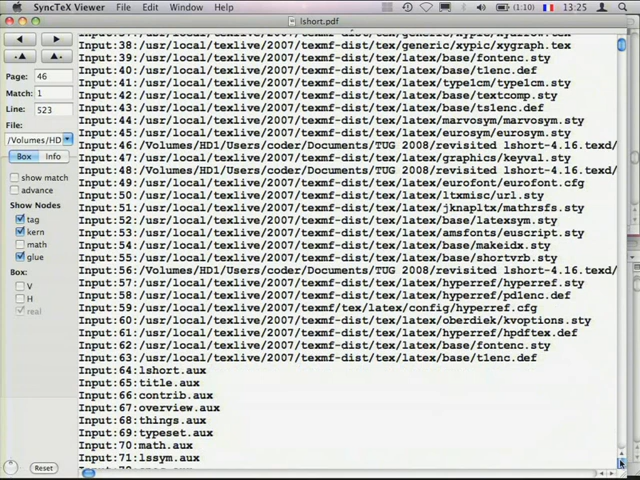 SyncTeX Viewer File Edit Window Help (1:10) 13:25
lshort.pdf
Page: 46
Match: 1
Line: 523
File:
/Volumes/HD
Box Info
show match
advance
Show Nodes
tag
kern
math
glue
Box:
V
H
real
Reset
Input:38:/usr/local/texlive/2007/texmf-dist/tex/generic/xypic/xygraph.tex
Input:39:/usr/local/texlive/2007/texmf-dist/tex/latex/base/fontenc.sty
Input:40:/usr/local/texlive/2007/texmf-dist/tex/latex/base/t1enc.def
Input:41:/usr/local/texlive/2007/texmf-dist/tex/latex/type1cm/type1cm.sty
Input:42:/usr/local/texlive/2007/texmf-dist/tex/latex/base/textcomp.sty
Input:43:/usr/local/texlive/2007/texmf-dist/tex/latex/base/ts1enc.def
Input:44:/usr/local/texlive/2007/texmf-dist/tex/latex/marvosym/marvosym.sty
Input:45:/usr/local/texlive/2007/texmf-dist/tex/latex/eurosym/eurosym.sty
Input:46:/Volumes/HD1/Users/coder/Documents/TUG 2008/revisited lshort-4.16.texd/
Input:47:/usr/local/texlive/2007/texmf-dist/tex/latex/graphics/keyval.sty
Input:48:/Volumes/HD1/Users/coder/Documents/TUG 2008/revisited lshort-4.16.texd/
Input:49:/usr/local/texlive/2007/texmf-dist/tex/latex/eurofont/eurofont.cfg
Input:50:/usr/local/texlive/2007/texmf-dist/tex/latex/ltxmisc/url.sty
Input:51:/usr/local/texlive/2007/texmf-dist/tex/latex/jknapltx/mathrsfs.sty
Input:52:/usr/local/texlive/2007/texmf-dist/tex/latex/base/latexsym.sty
Input:53:/usr/local/texlive/2007/texmf-dist/tex/latex/amsfonts/euscript.sty
Input:54:/usr/local/texlive/2007/texmf-dist/tex/latex/base/makeidx.sty
Input:55:/usr/local/texlive/2007/texmf-dist/tex/latex/base/shortvrb.sty
Input:56:/Volumes/HD1/Users/coder/Documents/TUG 2008/revisited lshort-4.16.texd/
Input:57:/usr/local/texlive/2007/texmf-dist/tex/latex/hyperref/hyperref.sty
Input:58:/usr/local/texlive/2007/texmf-dist/tex/latex/hyperref/pd1enc.def
Input:59:/usr/local/texlive/2007/texmf/tex/latex/config/hyperref.cfg
Input:60:/usr/local/texlive/2007/texmf-dist/tex/latex/oberdiek/kvoptions.sty
Input:61:/usr/local/texlive/2007/texmf-dist/tex/latex/hyperref/hpdftex.def
Input:62:/usr/local/texlive/2007/texmf-dist/tex/latex/base/fontenc.sty
Input:63:/usr/local/texlive/2007/texmf-dist/tex/latex/base/t1enc.def
Input:64:lshort.aux
Input:65:title.aux
Input:66:contrib.aux
Input:67:overview.aux
Input:68:things.aux
Input:69:typeset.aux
Input:70:math.aux
Input:71:lssym.aux